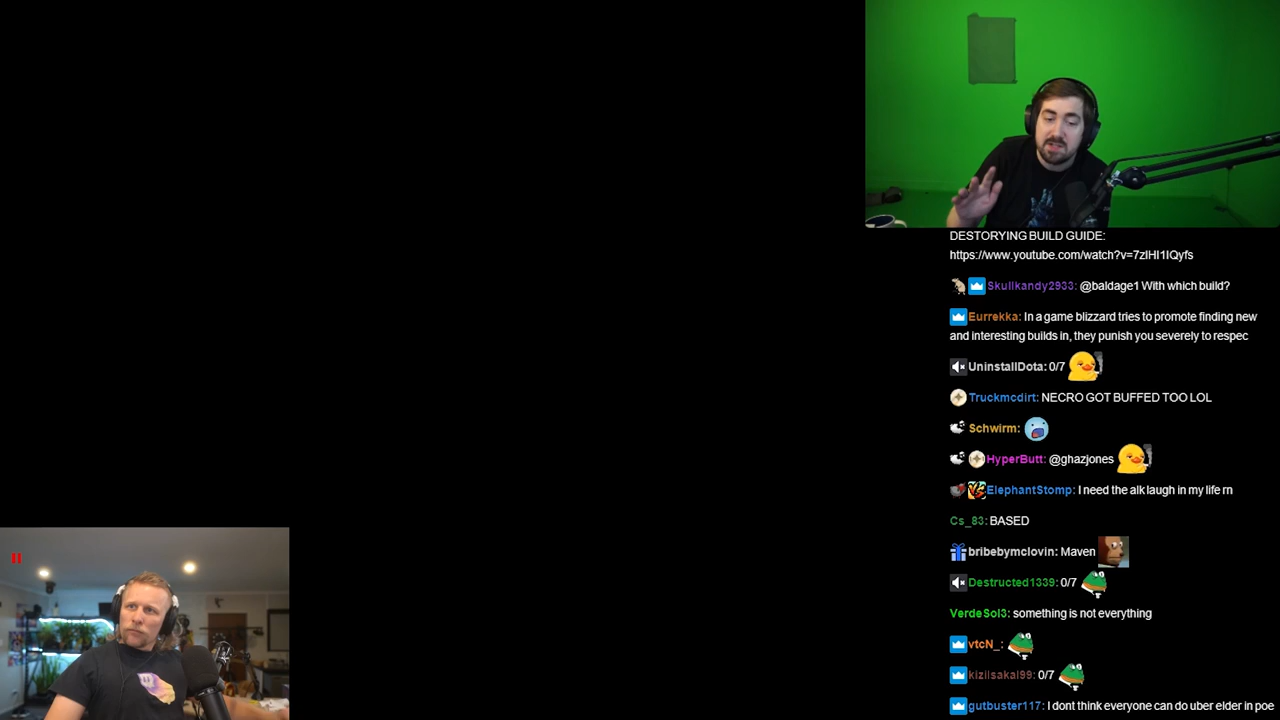 DESTORYING BUILD GUIDE:
https://www.youtube.com/watch?v=7zIHI1IQyfs
Skullkandy2933: @baldage1 With which build?
Eurrekka: In a game blizzard tries to promote finding new
and interesting builds in, they punish you severely to respec
UninstallDota: 0/7
Truckmcdirt: NECRO GOT BUFFED TOO LOL
Schwirm:
HyperButt: @ghazjones
ElephantStomp: I need the alk laugh in my life rn
Cs_83: BASED
bribebymclovin: Maven
Destructed1339: 0/7
VerdeSol3: something is not everything
vtcN_:
kiziisakal99: 0/7
gutbuster117: I dont think everyone can do uber elder in poe